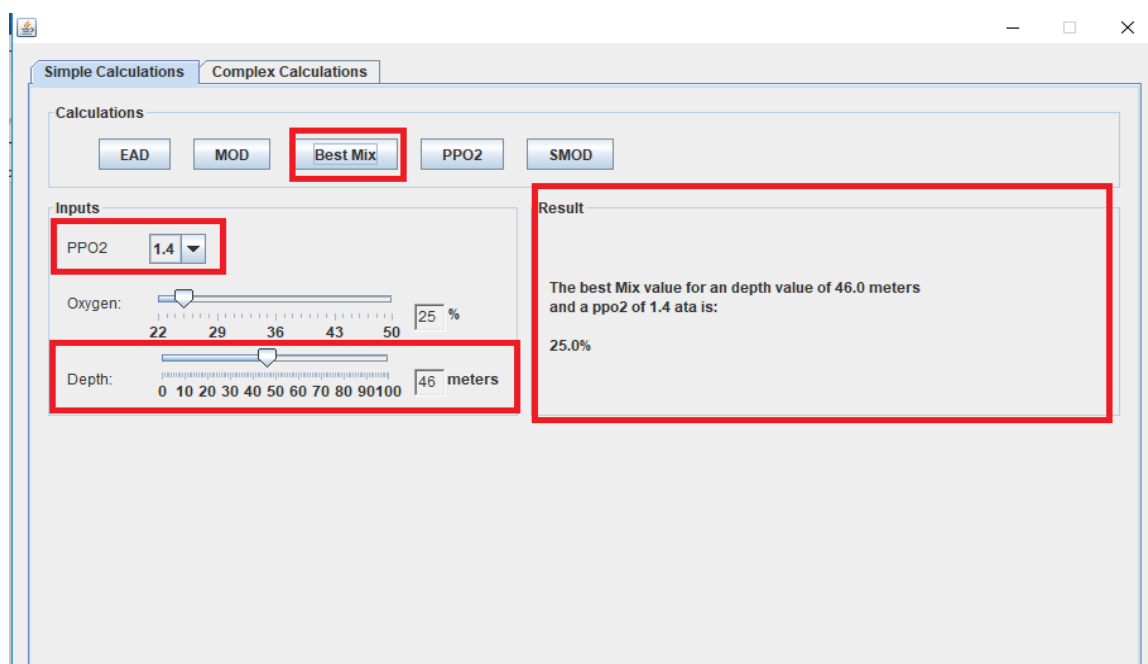 Simple Calculations Complex Calculations
Calculations
EAD MOD Best Mix PPO2 SMOD
Inputs
PPO2 1.4
Oxygen: 25 %
22 29 36 43 50
Depth: 46 meters
0 10 20 30 40 50 60 70 80 90100
Result
The best Mix value for an depth value of 46.0 meters
and a ppo2 of 1.4 ata is:
25.0%